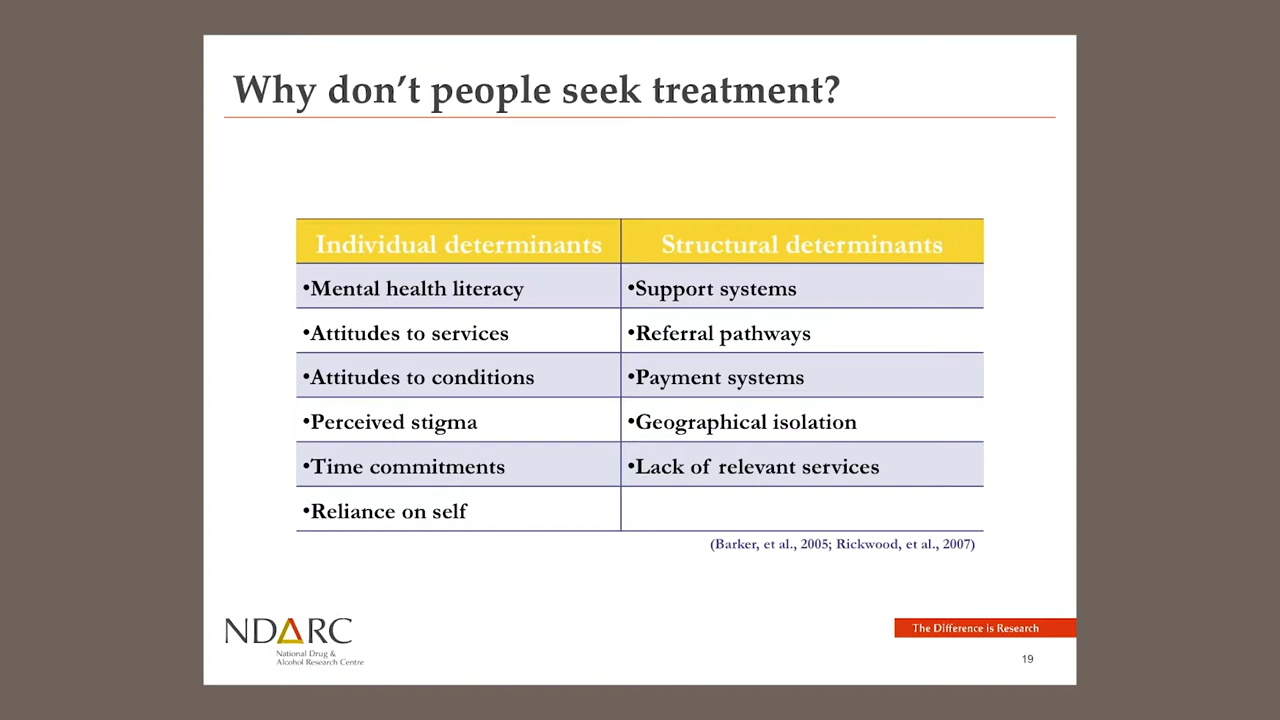 Why don’t people seek treatment?
Individual determinants
Structural determinants
•Mental health literacy
•Support systems
•Attitudes to services
•Referral pathways
•Attitudes to conditions
•Payment systems
•Perceived stigma
•Geographical isolation
•Time commitments
•Lack of relevant services
•Reliance on self
(Barker, et al., 2005; Rickwood, et al., 2007)
NDARC
National Drug &
Alcohol Research Centre
The Difference is Research
19